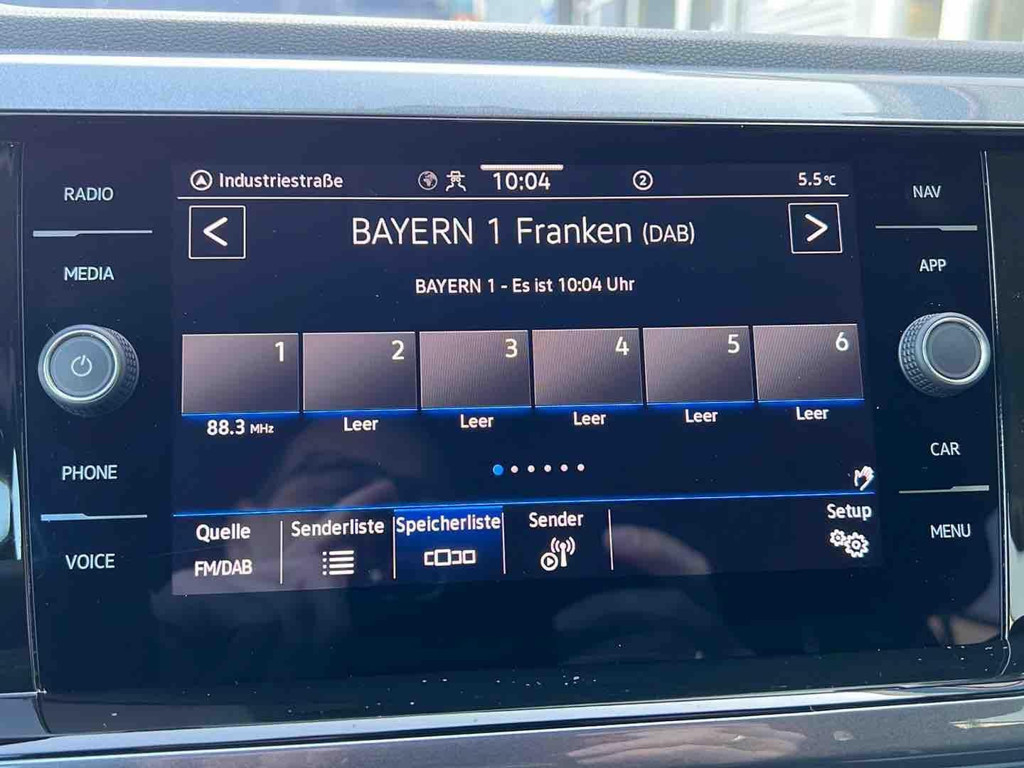 RADIO
MEDIA
PHONE
VOICE
Industriestraße
10:04
2
5.5°C
< BAYERN 1 Franken (DAB) >
BAYERN 1 - Es ist 10:04 Uhr
1 2 3 4 5 6
88.3 MHz Leer Leer Leer Leer Leer
Quelle Senderliste Speicherliste Sender Setup
FM/DAB
NAV
APP
CAR
MENU